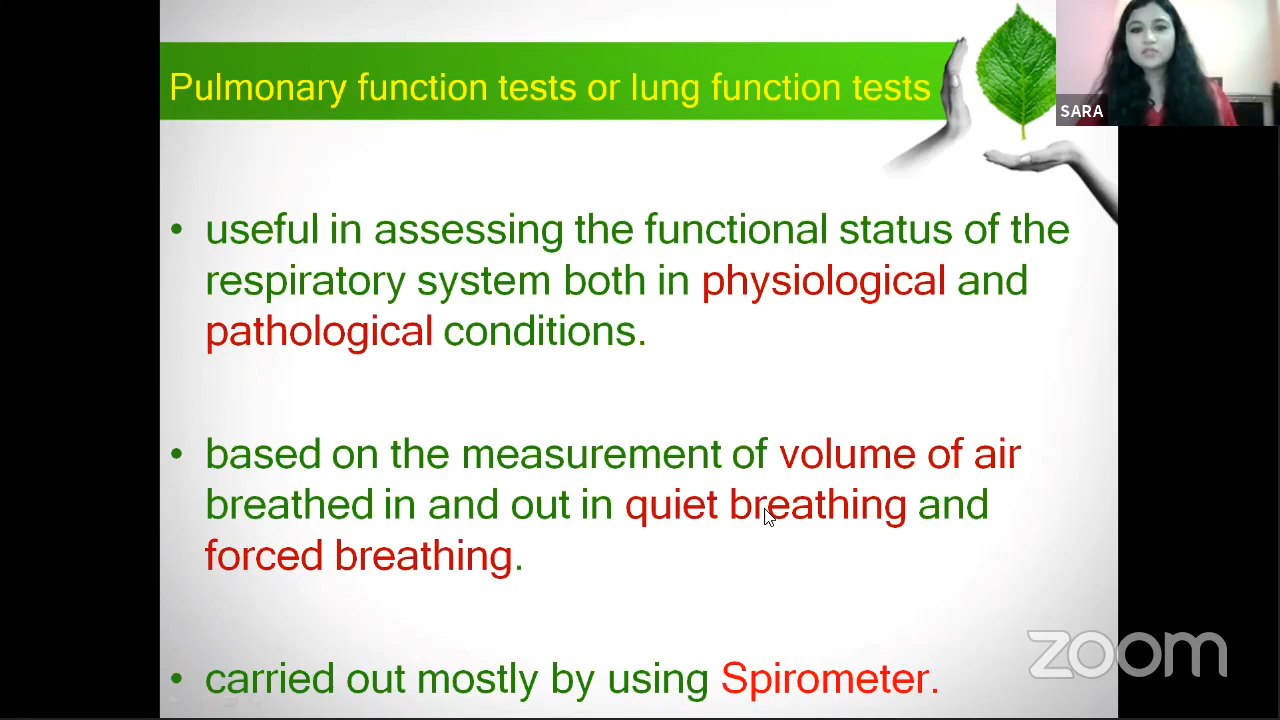 Pulmonary function tests or lung function tests
SARA
• useful in assessing the functional status of the
respiratory system both in physiological and
pathological conditions.
• based on the measurement of volume of air
breathed in and out in quiet breathing and
forced breathing.
• carried out mostly by using Spirometer.
zoom